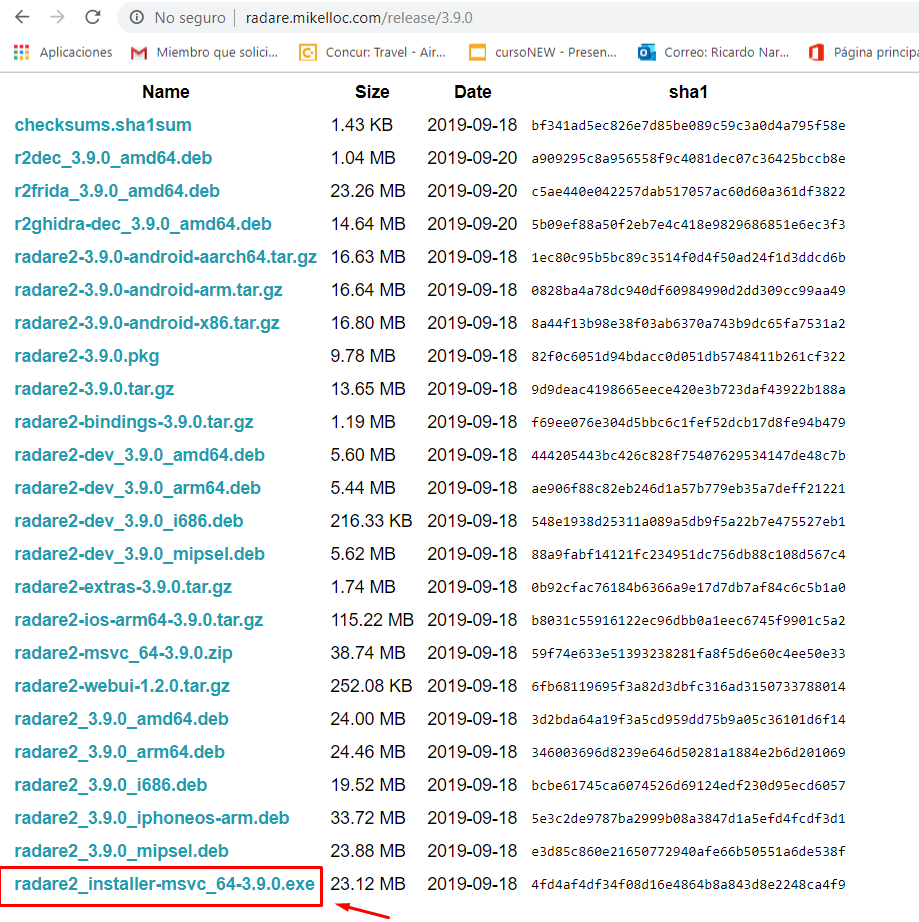 No seguro radare.mikelloc.com/release/3.9.0
Aplicaciones Miembro que solici... Concur: Travel - Air... cursoNEW - Presen... Correo: Ricardo Nar... Página principa
Name Size Date sha1
checksums.sha1sum 1.43 KB 2019-09-18 bf341ad5ec826e7d85be089c59c3a0d4a795f58e
r2dec_3.9.0_amd64.deb 1.04 MB 2019-09-20 a909295c8a956558f9c4081dec07c36425bccb8e
r2frida_3.9.0_amd64.deb 23.26 MB 2019-09-20 c5ae440e042257dab517057ac60d60a361df3822
r2ghidra-dec_3.9.0_amd64.deb 14.64 MB 2019-09-20 5b09ef88a50f2eb7e4c418e9829686851e6ec3f3
radare2-3.9.0-android-aarch64.tar.gz 16.63 MB 2019-09-18 1ec80c95b5bc89c3514f0d4f50ad24f1d3ddcd6b
radare2-3.9.0-android-arm.tar.gz 16.64 MB 2019-09-18 0828ba4a78dc940df60984990d2dd309cc99aa49
radare2-3.9.0-android-x86.tar.gz 16.80 MB 2019-09-18 8a44f13b98e38f03ab6370a743b9dc65fa7531a2
radare2-3.9.0.pkg 9.78 MB 2019-09-18 82f0c6051d94bdacc0d051db5748411b261cf322
radare2-3.9.0.tar.gz 13.65 MB 2019-09-18 9d9deac4198665eece420e3b723daf43922b188a
radare2-bindings-3.9.0.tar.gz 1.19 MB 2019-09-18 f69ee076e304d5bbc6c1fef52dcb17d8fe94b479
radare2-dev_3.9.0_amd64.deb 5.60 MB 2019-09-18 444205443bc426c828f75407629534147de48c7b
radare2-dev_3.9.0_arm64.deb 5.44 MB 2019-09-18 ae906f88c82eb246d1a57b779eb35a7deff21221
radare2-dev_3.9.0_i686.deb 216.33 KB 2019-09-18 548e1938d25311a089a5db9f5a22b7e475527eb1
radare2-dev_3.9.0_mipsel.deb 5.62 MB 2019-09-18 88a9fabf14121fc234951dc756db88c108d567c4
radare2-extras-3.9.0.tar.gz 1.74 MB 2019-09-18 0b92cfac76184b6366a9e17d7db7af84c6c5b1a0
radare2-ios-arm64-3.9.0.tar.gz 115.22 MB 2019-09-18 b8031c55916122ec96dbb0a1eec6745f9901c5a2
radare2-msvc_64-3.9.0.zip 38.74 MB 2019-09-18 59f74e633e51393238281fa8f5d6e60c4ee50e33
radare2-webui-1.2.0.tar.gz 252.08 KB 2019-09-18 6fb68119695f3a82d3dbfc316ad3150733788014
radare2_3.9.0_amd64.deb 24.00 MB 2019-09-18 3d2bda64a19f3a5cd959dd75b9a05c36101d6f14
radare2_3.9.0_arm64.deb 24.46 MB 2019-09-18 346003696d8239e646d50281a1884e2b6d201069
radare2_3.9.0_i686.deb 19.52 MB 2019-09-18 bcbe61745ca6074526d69124edf230d95ecd6057
radare2_3.9.0_iphoneos-arm.deb 33.72 MB 2019-09-18 5e3c2de9787ba2999b08a3847d1a5efd4fcdf3d1
radare2_3.9.0_mipsel.deb 23.88 MB 2019-09-18 e3d85c860e21650772940afe66b50551a6de538f
radare2_installer-msvc_64-3.9.0.exe 23.12 MB 2019-09-18 4fd4af4df34f08d16e4864b8a843d8e2248ca4f9